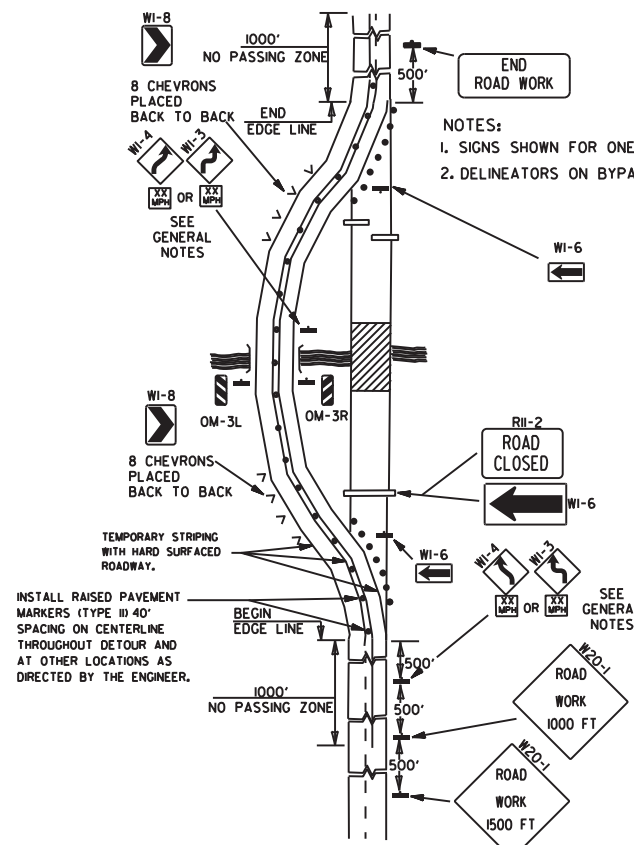 W1-8
1000'
NO PASSING ZONE
500'
END
ROAD WORK
8 CHEVRONS
PLACED
BACK TO BACK
END
EDGE LINE
NOTES:
1. SIGNS SHOWN FOR ONE
2. DELINEATORS ON BYPA
W1-4
W1-3
XX
MPH
OR
XX
MPH
SEE
GENERAL
NOTES
W1-6
W1-8
OM-3L
OM-3R
8 CHEVRONS
PLACED
BACK TO BACK
R11-2
ROAD
CLOSED
W1-6
TEMPORARY STRIPING
WITH HARD SURFACED
ROADWAY.
W1-6
W1-4
W1-3
XX
MPH
OR
XX
MPH
SEE
GENERA
NOTES
INSTALL RAISED PAVEMENT
MARKERS (TYPE II) 40'
SPACING ON CENTERLINE
THROUGHOUT DETOUR AND
AT OTHER LOCATIONS AS
DIRECTED BY THE ENGINEER.
BEGIN
EDGE LINE
1000'
NO PASSING ZONE
500'
500'
500'
W20-1
ROAD
WORK
1000 FT
W20-1
ROAD
WORK
1500 FT